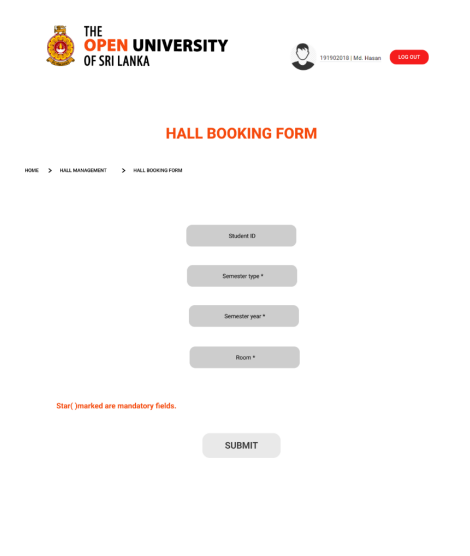 THE
OPEN UNIVERSITY
OF SRI LANKA
191902018 | Md. Hasan
LOG OUT
HALL BOOKING FORM
HOME > HALL MANAGEMENT > HALL BOOKING FORM
Student ID
Semester type *
Semester year *
Room *
Star( )marked are mandatory fields.
SUBMIT